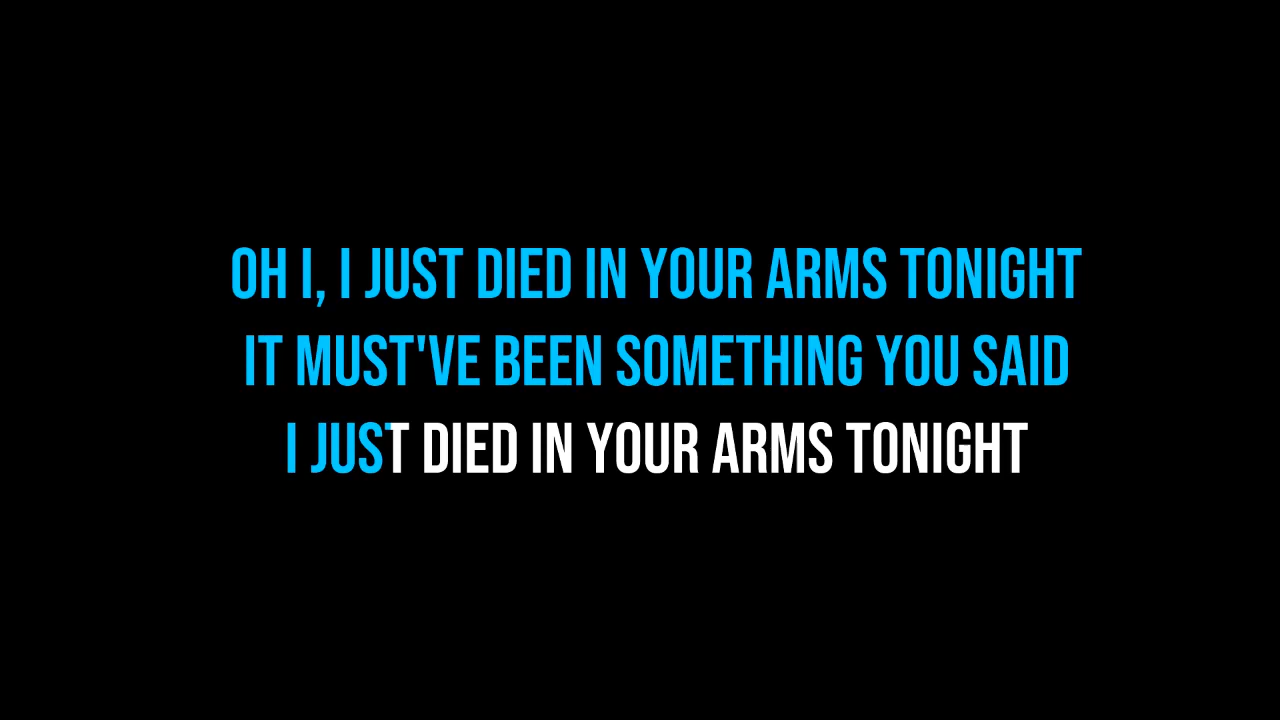 OH I, I JUST DIED IN YOUR ARMS TONIGHT
IT MUST'VE BEEN SOMETHING YOU SAID
I JUST DIED IN YOUR ARMS TONIGHT